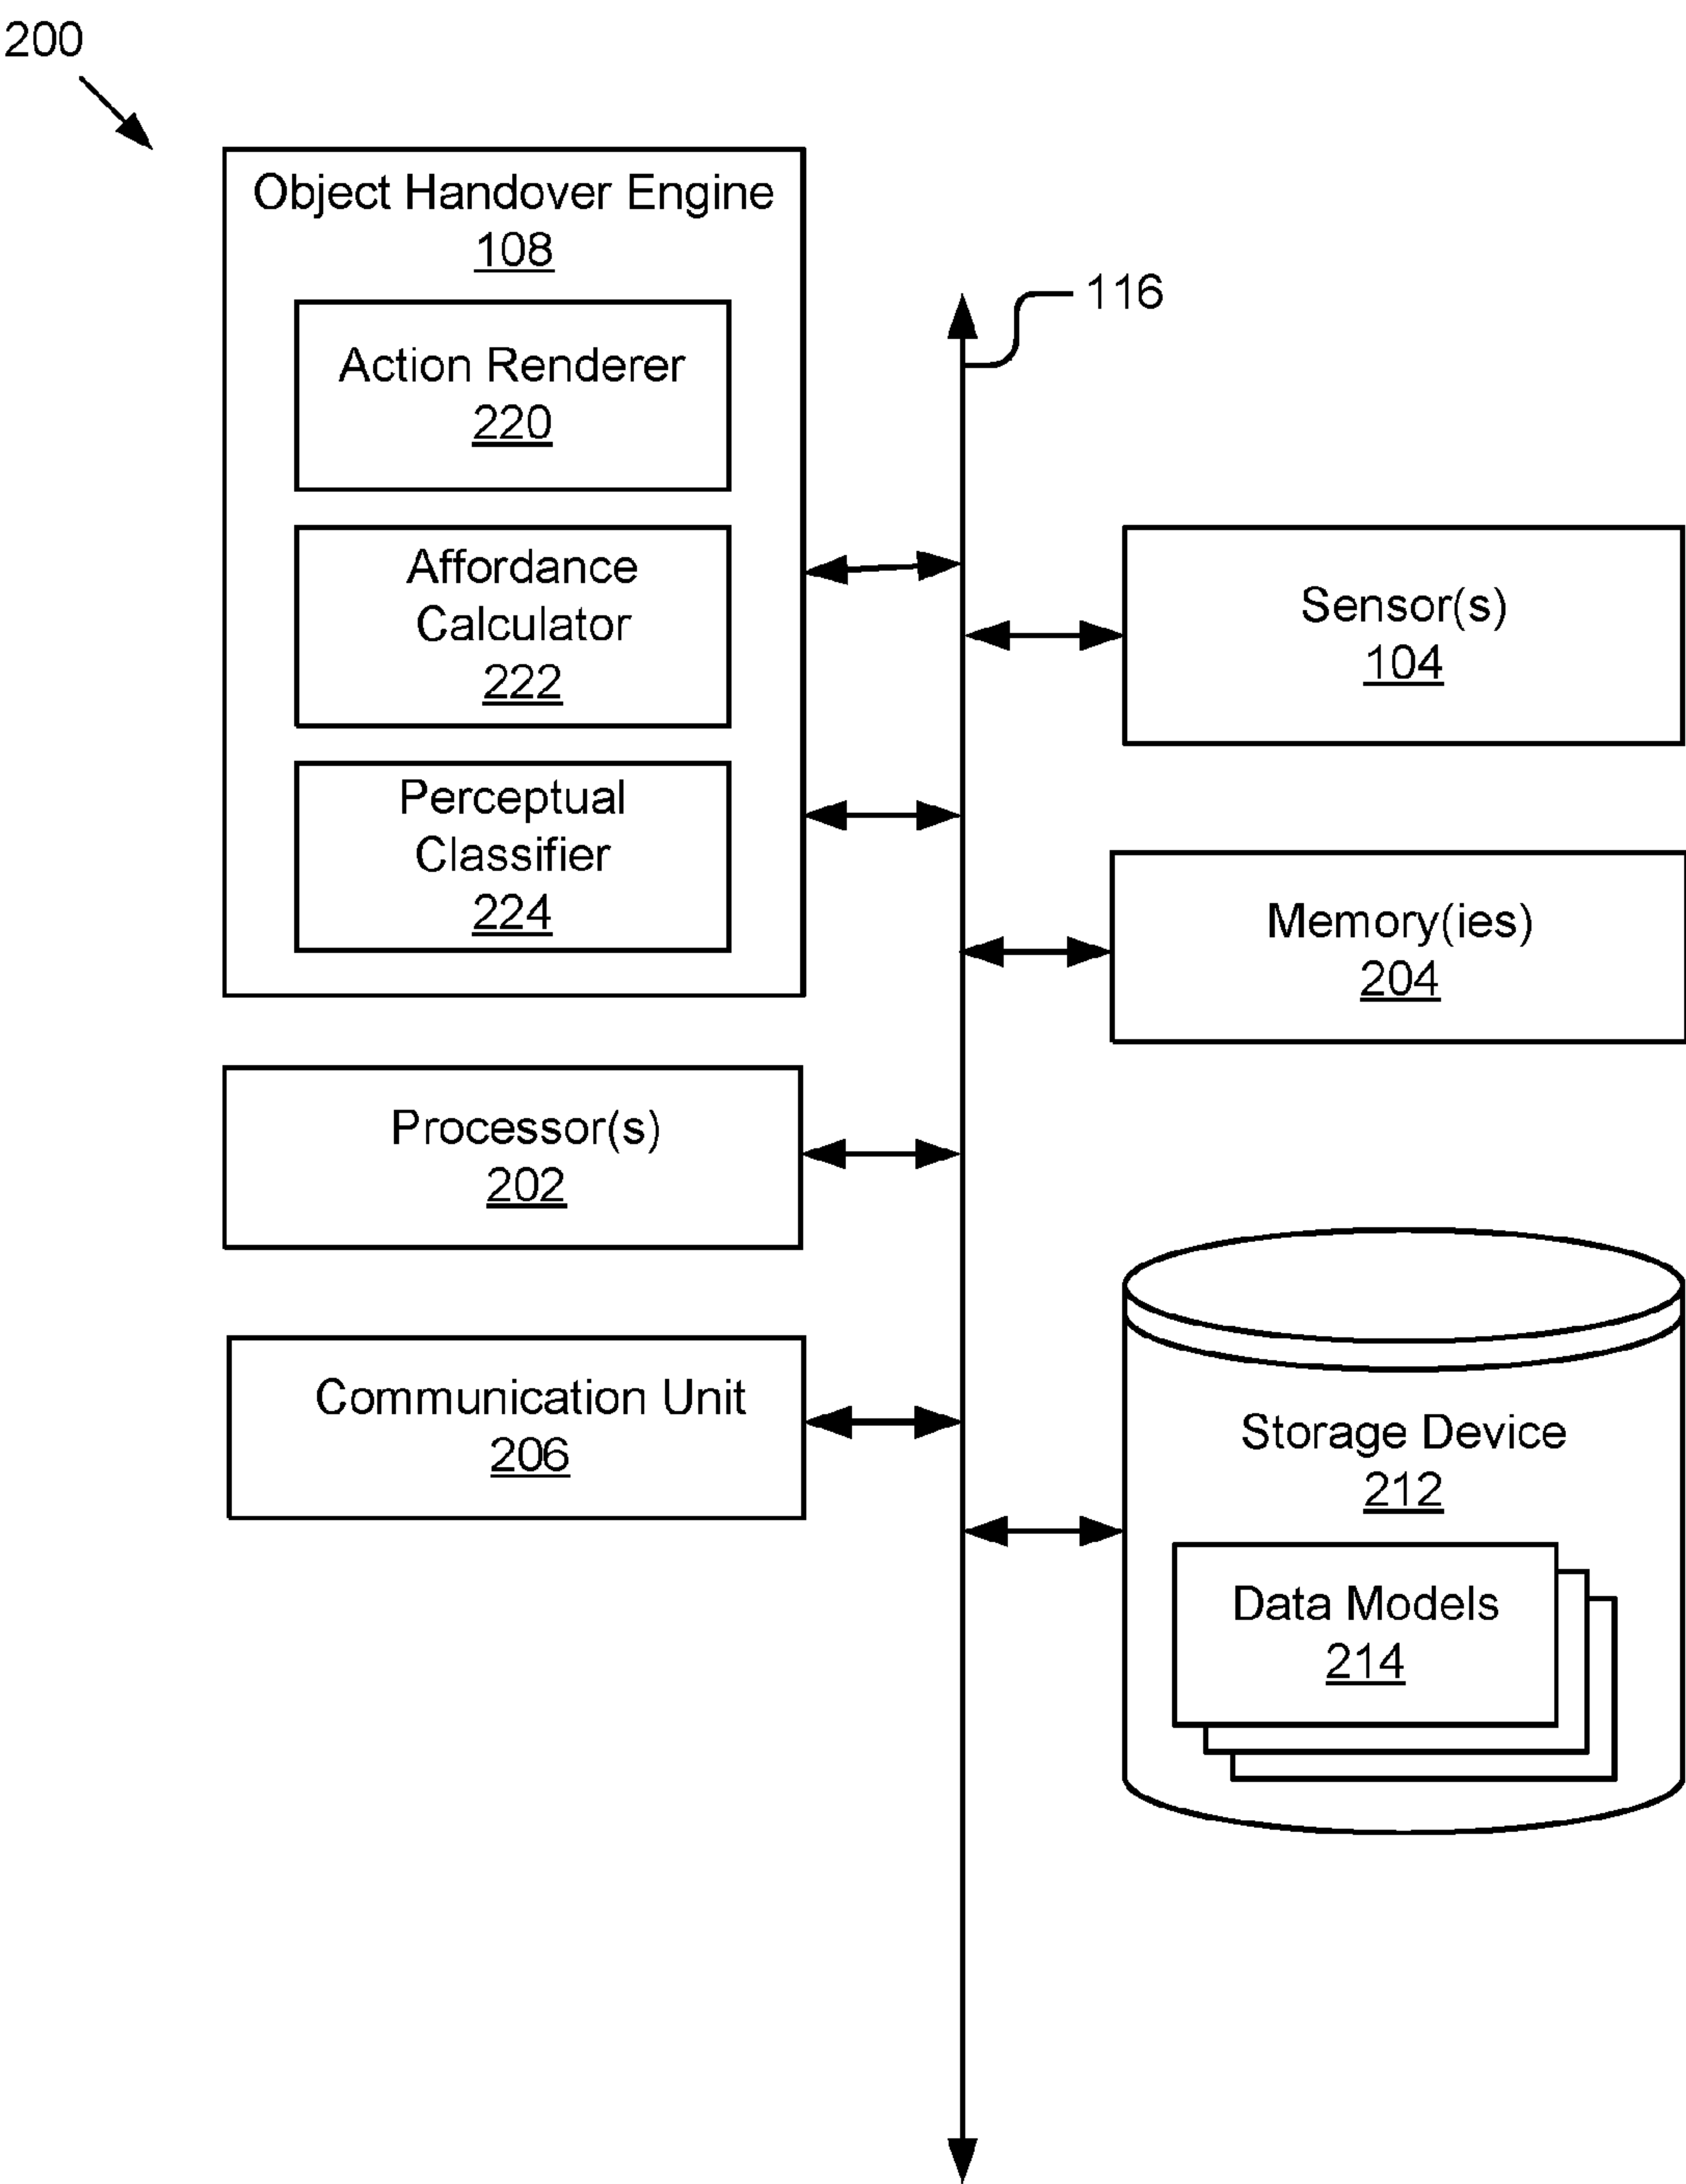 200
Object Handover Engine
108
Action Renderer
220
Affordance
Calculator
222
Perceptual
Classifier
224
116
Sensor(s)
104
Memory(ies)
204
Processor(s)
202
Communication Unit
206
Storage Device
212
Data Models
214